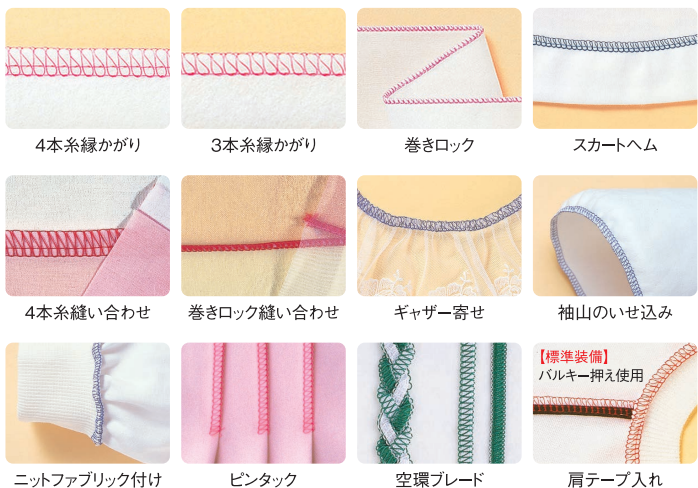 4本糸縁かがり
3本糸縁かがり
巻きロック
スカートヘム
4本糸縫い合わせ
巻きロック縫い合わせ
ギャザー寄せ
袖山のいせ込み
【標準装備】
バルキー押え使用
ニットファブリック付け
ピンタック
空環ブレード
肩テープ入れ